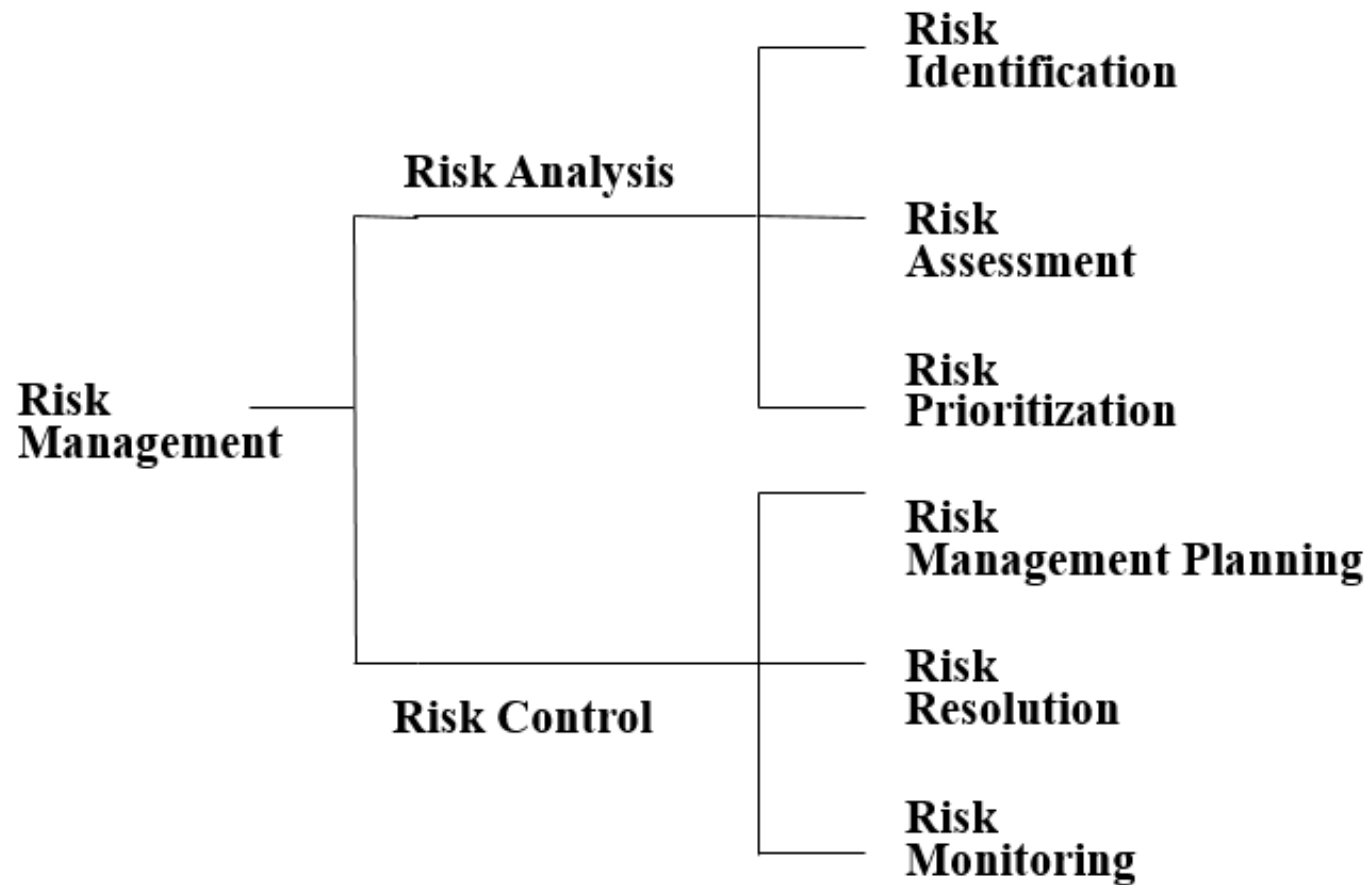 Risk
Identification
Risk Analysis
Risk
Assessment
Risk
Prioritization
Risk
Management
Risk
Management Planning
Risk
Resolution
Risk Control
Risk
Monitoring